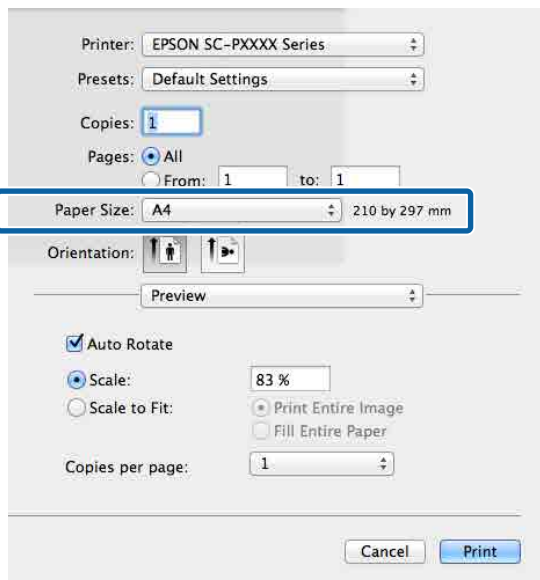 Printer: EPSON SC-PXXXX Series
Presets: Default Settings
Copies: 1
Pages: All
From: 1 to: 1
Paper Size: A4 210 by 297 mm
Orientation:
Preview
Auto Rotate
Scale: 83 %
Scale to Fit: Print Entire Image
Fill Entire Paper
Copies per page: 1
Cancel Print